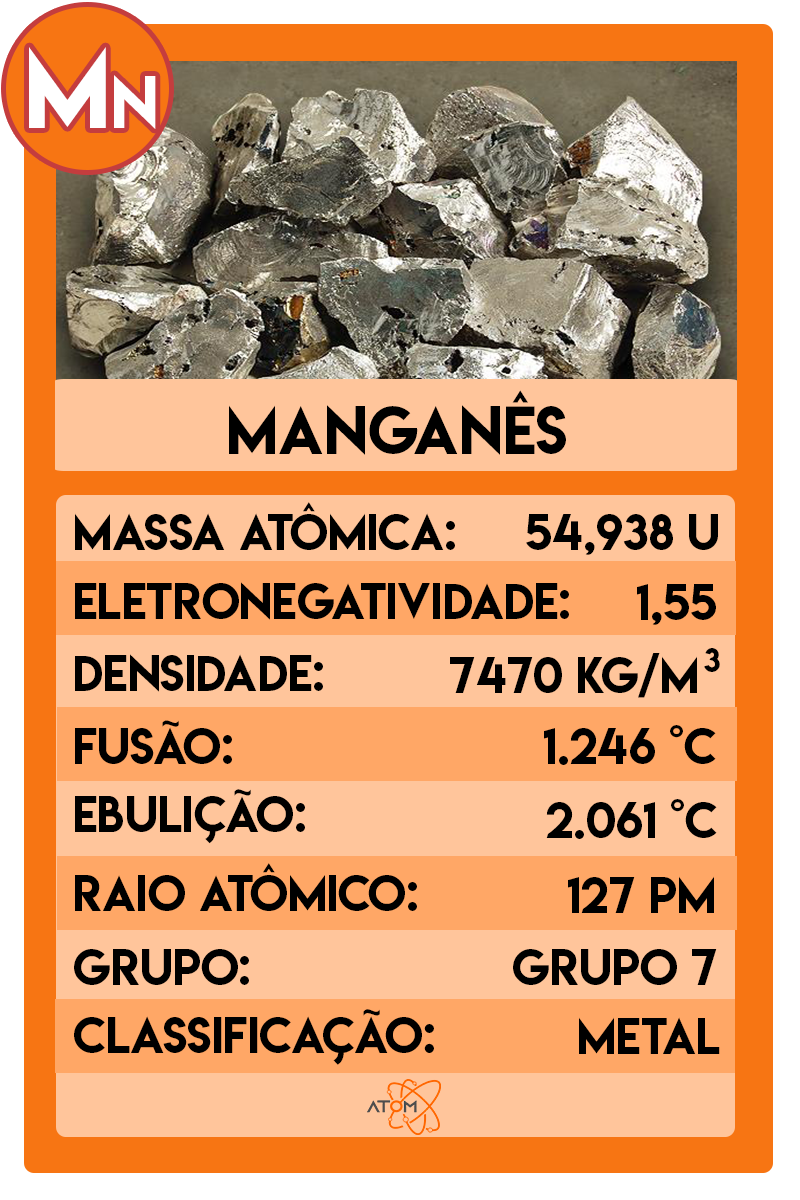 Mn
MANGANÊS
MASSA ATÔMICA: 54,938 U
ELETRONEGATIVIDADE: 1,55
DENSIDADE: 7470 KG/M³
FUSÃO: 1.246 °C
EBULIÇÃO: 2.061 °C
RAIO ATÔMICO: 127 PM
GRUPO: GRUPO 7
CLASSIFICAÇÃO: METAL
ATOM